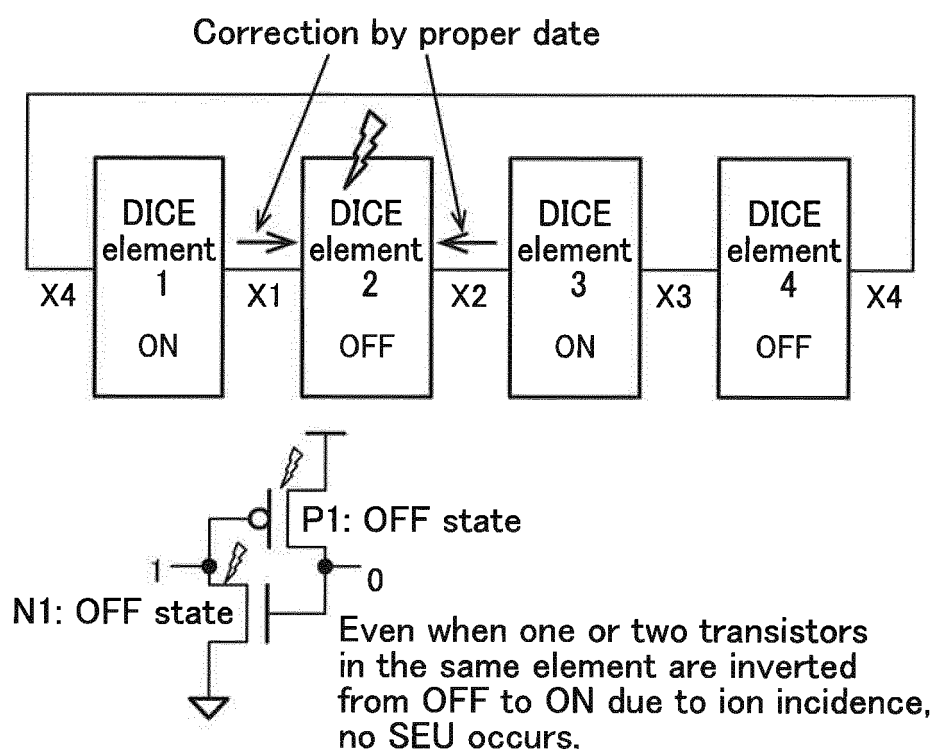 Correction by proper date
DICE element 1 ON
DICE element 2 OFF
DICE element 3 ON
DICE element 4 OFF
X4 X1 X2 X3 X4
P1: OFF state
1 0
N1: OFF state
Even when one or two transistors
in the same element are inverted
from OFF to ON due to ion incidence,
no SEU occurs.